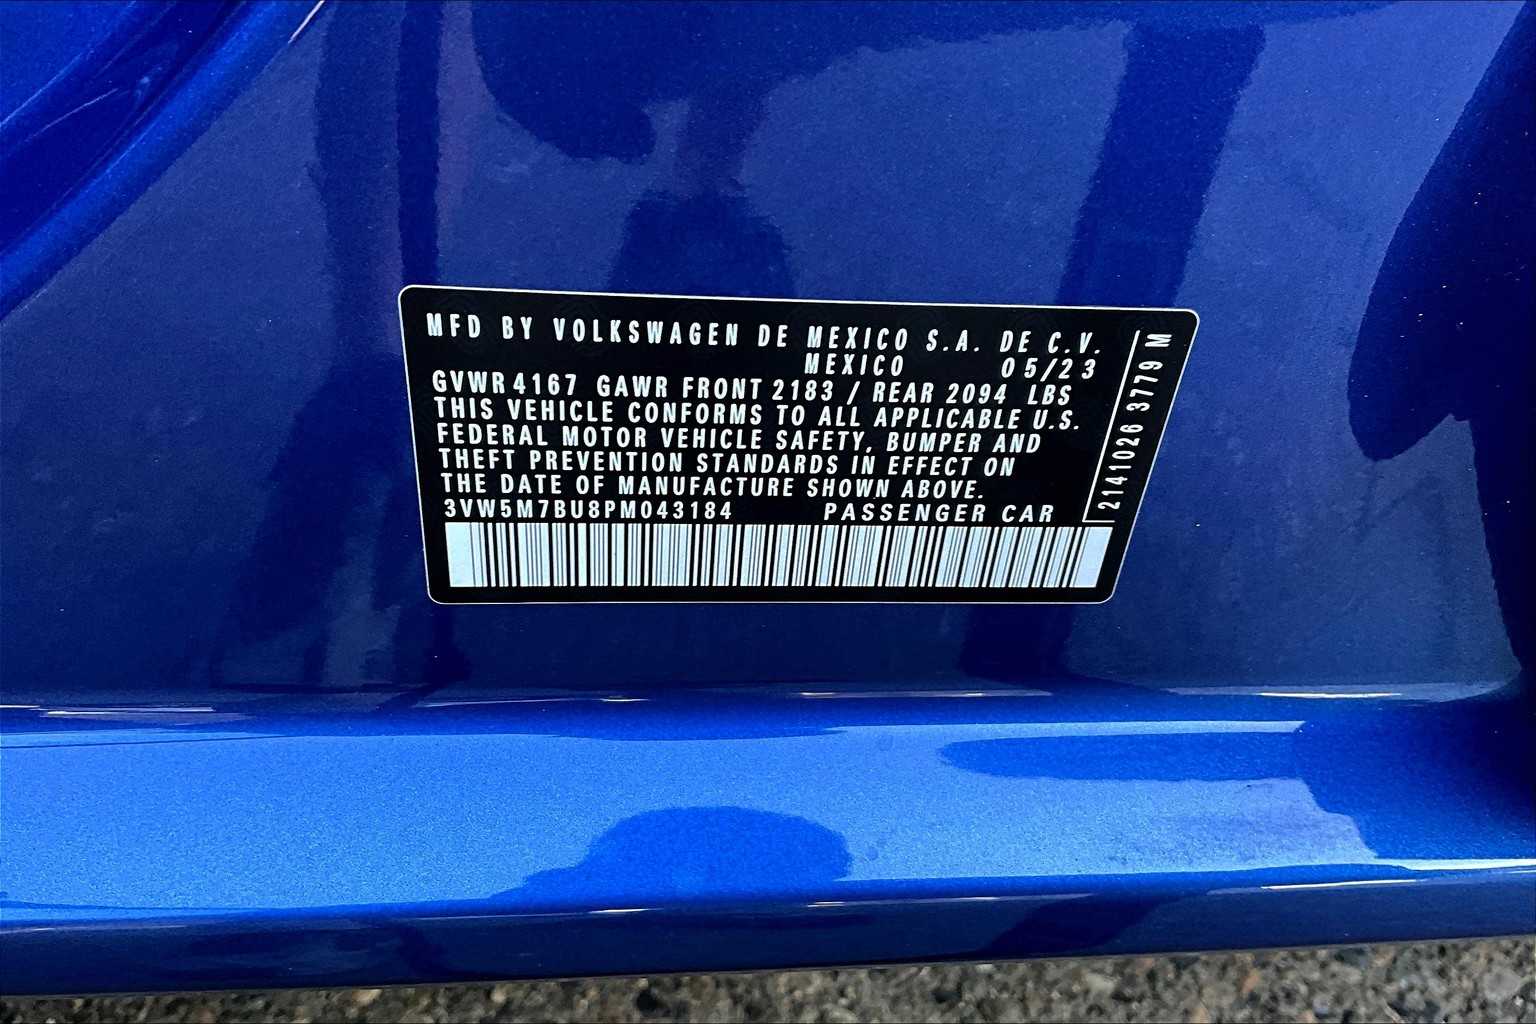 MFD BY VOLKSWAGEN DE MEXICO S.A. DE C.V.
MEXICO 05/23
GVWR 4167 GAWR FRONT 2183 / REAR 2094 LBS
THIS VEHICLE CONFORMS TO ALL APPLICABLE U.S.
FEDERAL MOTOR VEHICLE SAFETY, BUMPER AND
THEFT PREVENTION STANDARDS IN EFFECT ON
THE DATE OF MANUFACTURE SHOWN ABOVE.
3VW5M7BU8PM043184 PASSENGER CAR
2141026 3779 M